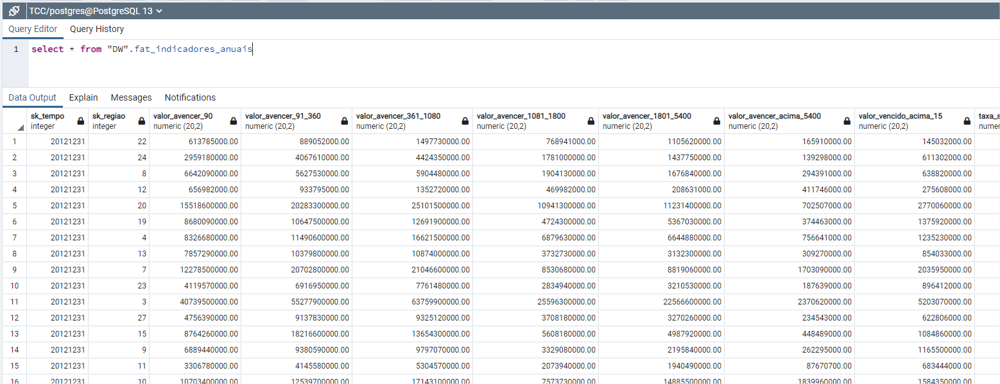 TCC/postgres@PostgreSQL 13
Query Editor Query History
1 select * from "DW".fat_indicadores_anuais
Data Output Explain Messages Notifications
sk_tempo sk_regiao valor_avencer_90 valor_avencer_91_360 valor_avencer_361_1080 valor_avencer_1081_1800 valor_avencer_1801_5400 valor_avencer_acima_5400 valor_vencido_acima_15 taxa_s
integer integer numeric (20,2) numeric (20,2) numeric (20,2) numeric (20,2) numeric (20,2) numeric (20,2) numeric (20,2) numer
1 20121231 22 613785000.00 889052000.00 1497730000.00 768941000.00 1105620000.00 165910000.00 145032000.00
2 20121231 24 2959180000.00 4067610000.00 4424350000.00 1781000000.00 1437750000.00 139298000.00 611302000.00
3 20121231 8 6642090000.00 5627530000.00 5904480000.00 1904130000.00 1676840000.00 294391000.00 638820000.00
4 20121231 12 656982000.00 933795000.00 1352720000.00 469982000.00 208631000.00 411746000.00 275608000.00
5 20121231 20 15518600000.00 20283300000.00 25101500000.00 10941300000.00 11231400000.00 702507000.00 2770060000.00
6 20121231 19 8680090000.00 10647500000.00 12691900000.00 4724300000.00 5367030000.00 374463000.00 1375920000.00
7 20121231 4 8326680000.00 11490600000.00 16621500000.00 6879630000.00 6644880000.00 756641000.00 1235230000.00
8 20121231 13 7857290000.00 10379800000.00 10874000000.00 3732730000.00 3132300000.00 309270000.00 854033000.00
9 20121231 7 12278500000.00 20702800000.00 21046600000.00 8530680000.00 8819060000.00 1703090000.00 2035950000.00
10 20121231 23 4119570000.00 6916950000.00 7761480000.00 2834940000.00 3210530000.00 187639000.00 896412000.00
11 20121231 3 40739500000.00 55277900000.00 63759900000.00 25596300000.00 22566600000.00 2370620000.00 5203070000.00
12 20121231 27 4756390000.00 9137830000.00 9325120000.00 3708180000.00 3270260000.00 234543000.00 622806000.00
13 20121231 15 8764260000.00 18216600000.00 13654300000.00 5608180000.00 4987920000.00 448489000.00 1084860000.00
14 20121231 9 6889440000.00 9380590000.00 9797070000.00 3329080000.00 2195840000.00 262295000.00 1165500000.00
15 20121231 11 3306780000.00 4145580000.00 5304570000.00 2073940000.00 1940490000.00 87670700.00 683444000.00
16 20121231 10 10703400000.00 12539700000.00 17143100000.00 7573730000.00 14885500000.00 1839960000.00 1584350000.00